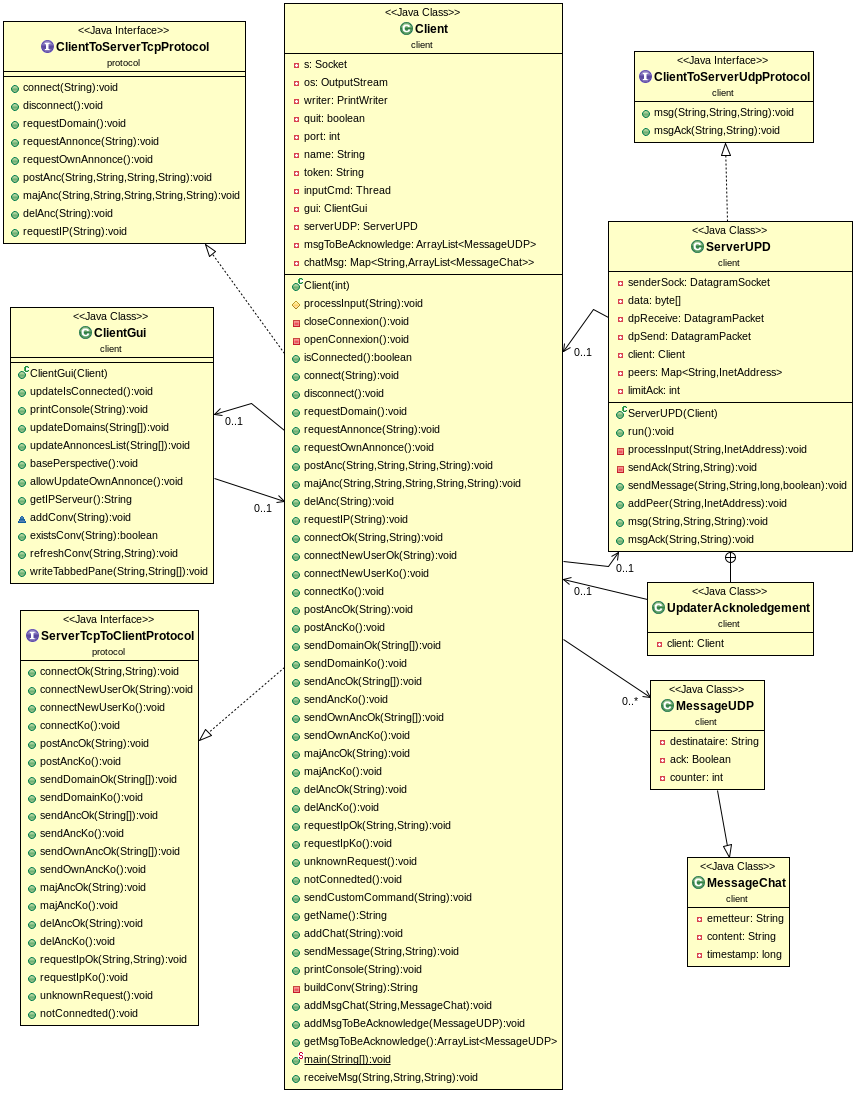 <<Java Interface>>
ClientToServerTcpProtocol
protocol
connect(String):void
disconnect():void
requestDomain():void
requestAnnonce(String):void
requestOwnAnnonce():void
postAnc(String,String,String,String):void
majAnc(String,String,String,String,String):void
delAnc(String):void
requestIP(String):void
<<Java Class>>
ClientGui
client
ClientGui(Client)
updateIsConnected():void
printConsole(String):void
updateDomains(String[]):void
updateAnnoncesList(String[]):void
basePerspective():void
allowUpdateOwnAnnonce():void
getIPServeur():String
addConv(String):void
existsConv(String):boolean
refreshConv(String,String):void
writeTabbedPane(String,String[]):void
<<Java Interface>>
ServerTcpToClientProtocol
protocol
connectOk(String,String):void
connectNewUserOk(String):void
connectNewUserKo():void
connectKo():void
postAncOk(String):void
postAncKo():void
sendDomainOk(String[]):void
sendDomainKo():void
sendAncOk(String[]):void
sendAncKo():void
sendOwnAncOk(String[]):void
sendOwnAncKo():void
majAncOk(String):void
majAncKo():void
delAncOk(String):void
delAncKo():void
requestIpOk(String,String):void
requestIpKo():void
unknownRequest():void
notConnedted():void
<<Java Class>>
Client
client
s: Socket
os: OutputStream
writer: PrintWriter
quit: boolean
port: int
name: String
token: String
inputCmd: Thread
gui: ClientGui
serverUDP: ServerUPD
msgToBeAcknowledge: ArrayList<MessageUDP>
chatMsg: Map<String,ArrayList<MessageChat>>
Client(int)
processInput(String):void
closeConnexion():void
openConnexion():void
isConnected():boolean
connect(String):void
disconnect():void
requestDomain():void
requestAnnonce(String):void
requestOwnAnnonce():void
postAnc(String,String,String,String):void
majAnc(String,String,String,String,String):void
delAnc(String):void
requestIP(String):void
connectOk(String,String):void
connectNewUserOk(String):void
connectNewUserKo():void
connectKo():void
postAncOk(String):void
postAncKo():void
sendDomainOk(String[]):void
sendDomainKo():void
sendAncOk(String[]):void
sendAncKo():void
sendOwnAncOk(String[]):void
sendOwnAncKo():void
majAncOk(String):void
majAncKo():void
delAncOk(String):void
delAncKo():void
requestIpOk(String,String):void
requestIpKo():void
unknownRequest():void
notConnedted():void
sendCustomCommand(String):void
getName():String
addChat(String):void
sendMessage(String,String):void
printConsole(String):void
buildConv(String):String
addMsgChat(String,MessageChat):void
addMsgToBeAcknowledge(MessageUDP):void
getMsgToBeAcknowledge():ArrayList<MessageUDP>
main(String[]):void
receiveMsg(String,String,String):void
<<Java Interface>>
ClientToServerUdpProtocol
client
msg(String,String,String):void
msgAck(String,String):void
<<Java Class>>
ServerUPD
client
senderSock: DatagramSocket
data: byte[]
dpReceive: DatagramPacket
dpSend: DatagramPacket
client: Client
peers: Map<String,InetAddress>
limitAck: int
ServerUPD(Client)
run():void
processInput(String,InetAddress):void
sendAck(String,String):void
sendMessage(String,String,long,boolean):void
addPeer(String,InetAddress):void
msg(String,String,String):void
msgAck(String,String):void
<<Java Class>>
UpdaterAcknoledgement
client
client: Client
<<Java Class>>
MessageUDP
client
destinataire: String
ack: Boolean
counter: int
<<Java Class>>
MessageChat
client
emetteur: String
content: String
timestamp: long
0..1
0..1
0..1
0..1
0..1
0..*